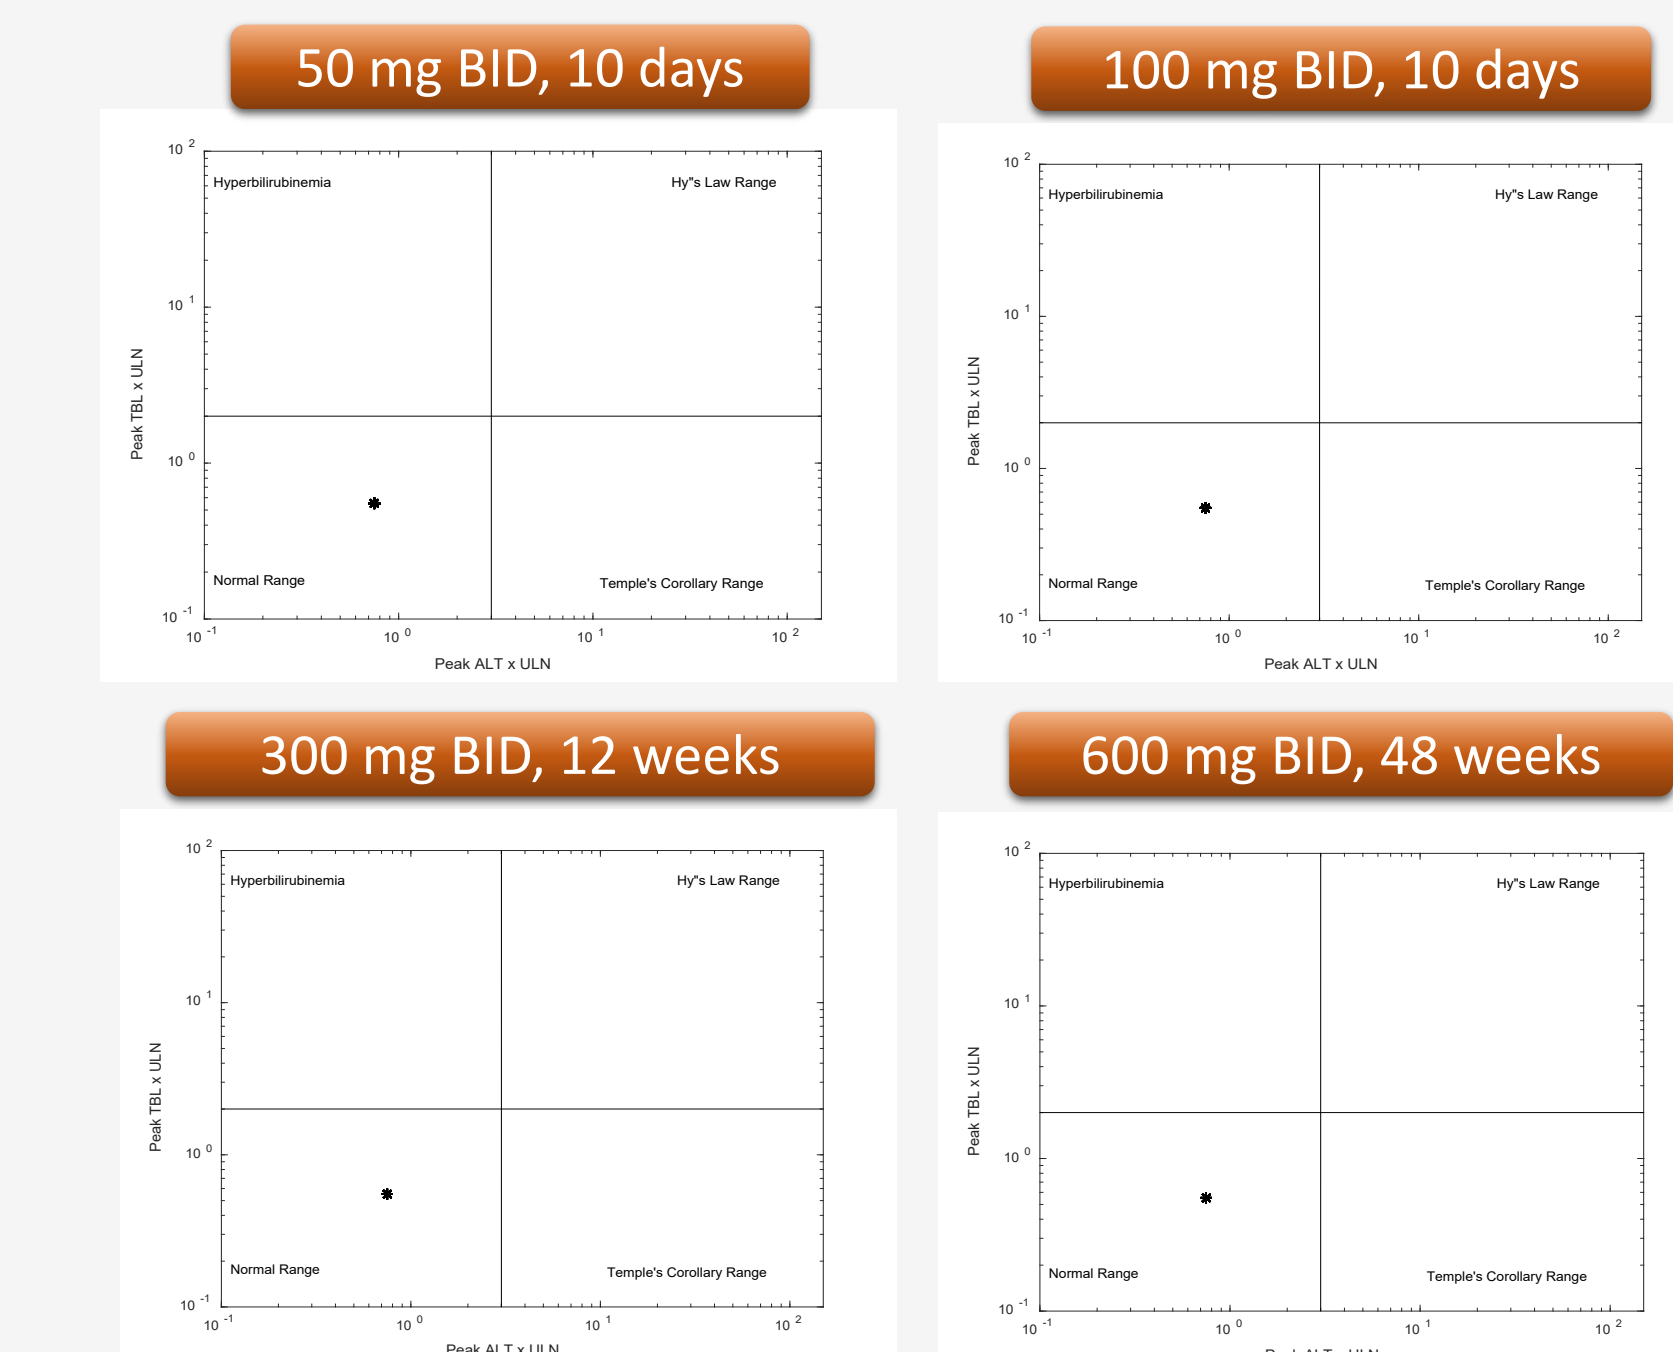 50 mg BID, 10 days
100 mg BID, 10 days
10 2
Hyperbilirubinemia
Hy"s Law Range
10 1
Peak TBL x ULN
10 0
Normal Range
Temple's Corollary Range
10 -1
10 -1
10 0
10 1
10 2
Peak ALT x ULN
10 2
Hyperbilirubinemia
Hy"s Law Range
10 1
Peak TBL x ULN
10 0
Normal Range
Temple's Corollary Range
10 -1
10 -1
10 0
10 1
10 2
Peak ALT x ULN
300 mg BID, 12 weeks
600 mg BID, 48 weeks
10 2
Hyperbilirubinemia
Hy"s Law Range
10 1
Peak TBL x ULN
10 0
Normal Range
Temple's Corollary Range
10 -1
10 -1
10 0
10 1
10 2
Peak ALT x ULN
10 2
Hyperbilirubinemia
Hy"s Law Range
10 1
Peak TBL x ULN
10 0
Normal Range
Temple's Corollary Range
10 -1
10 -1
10 0
10 1
10 2